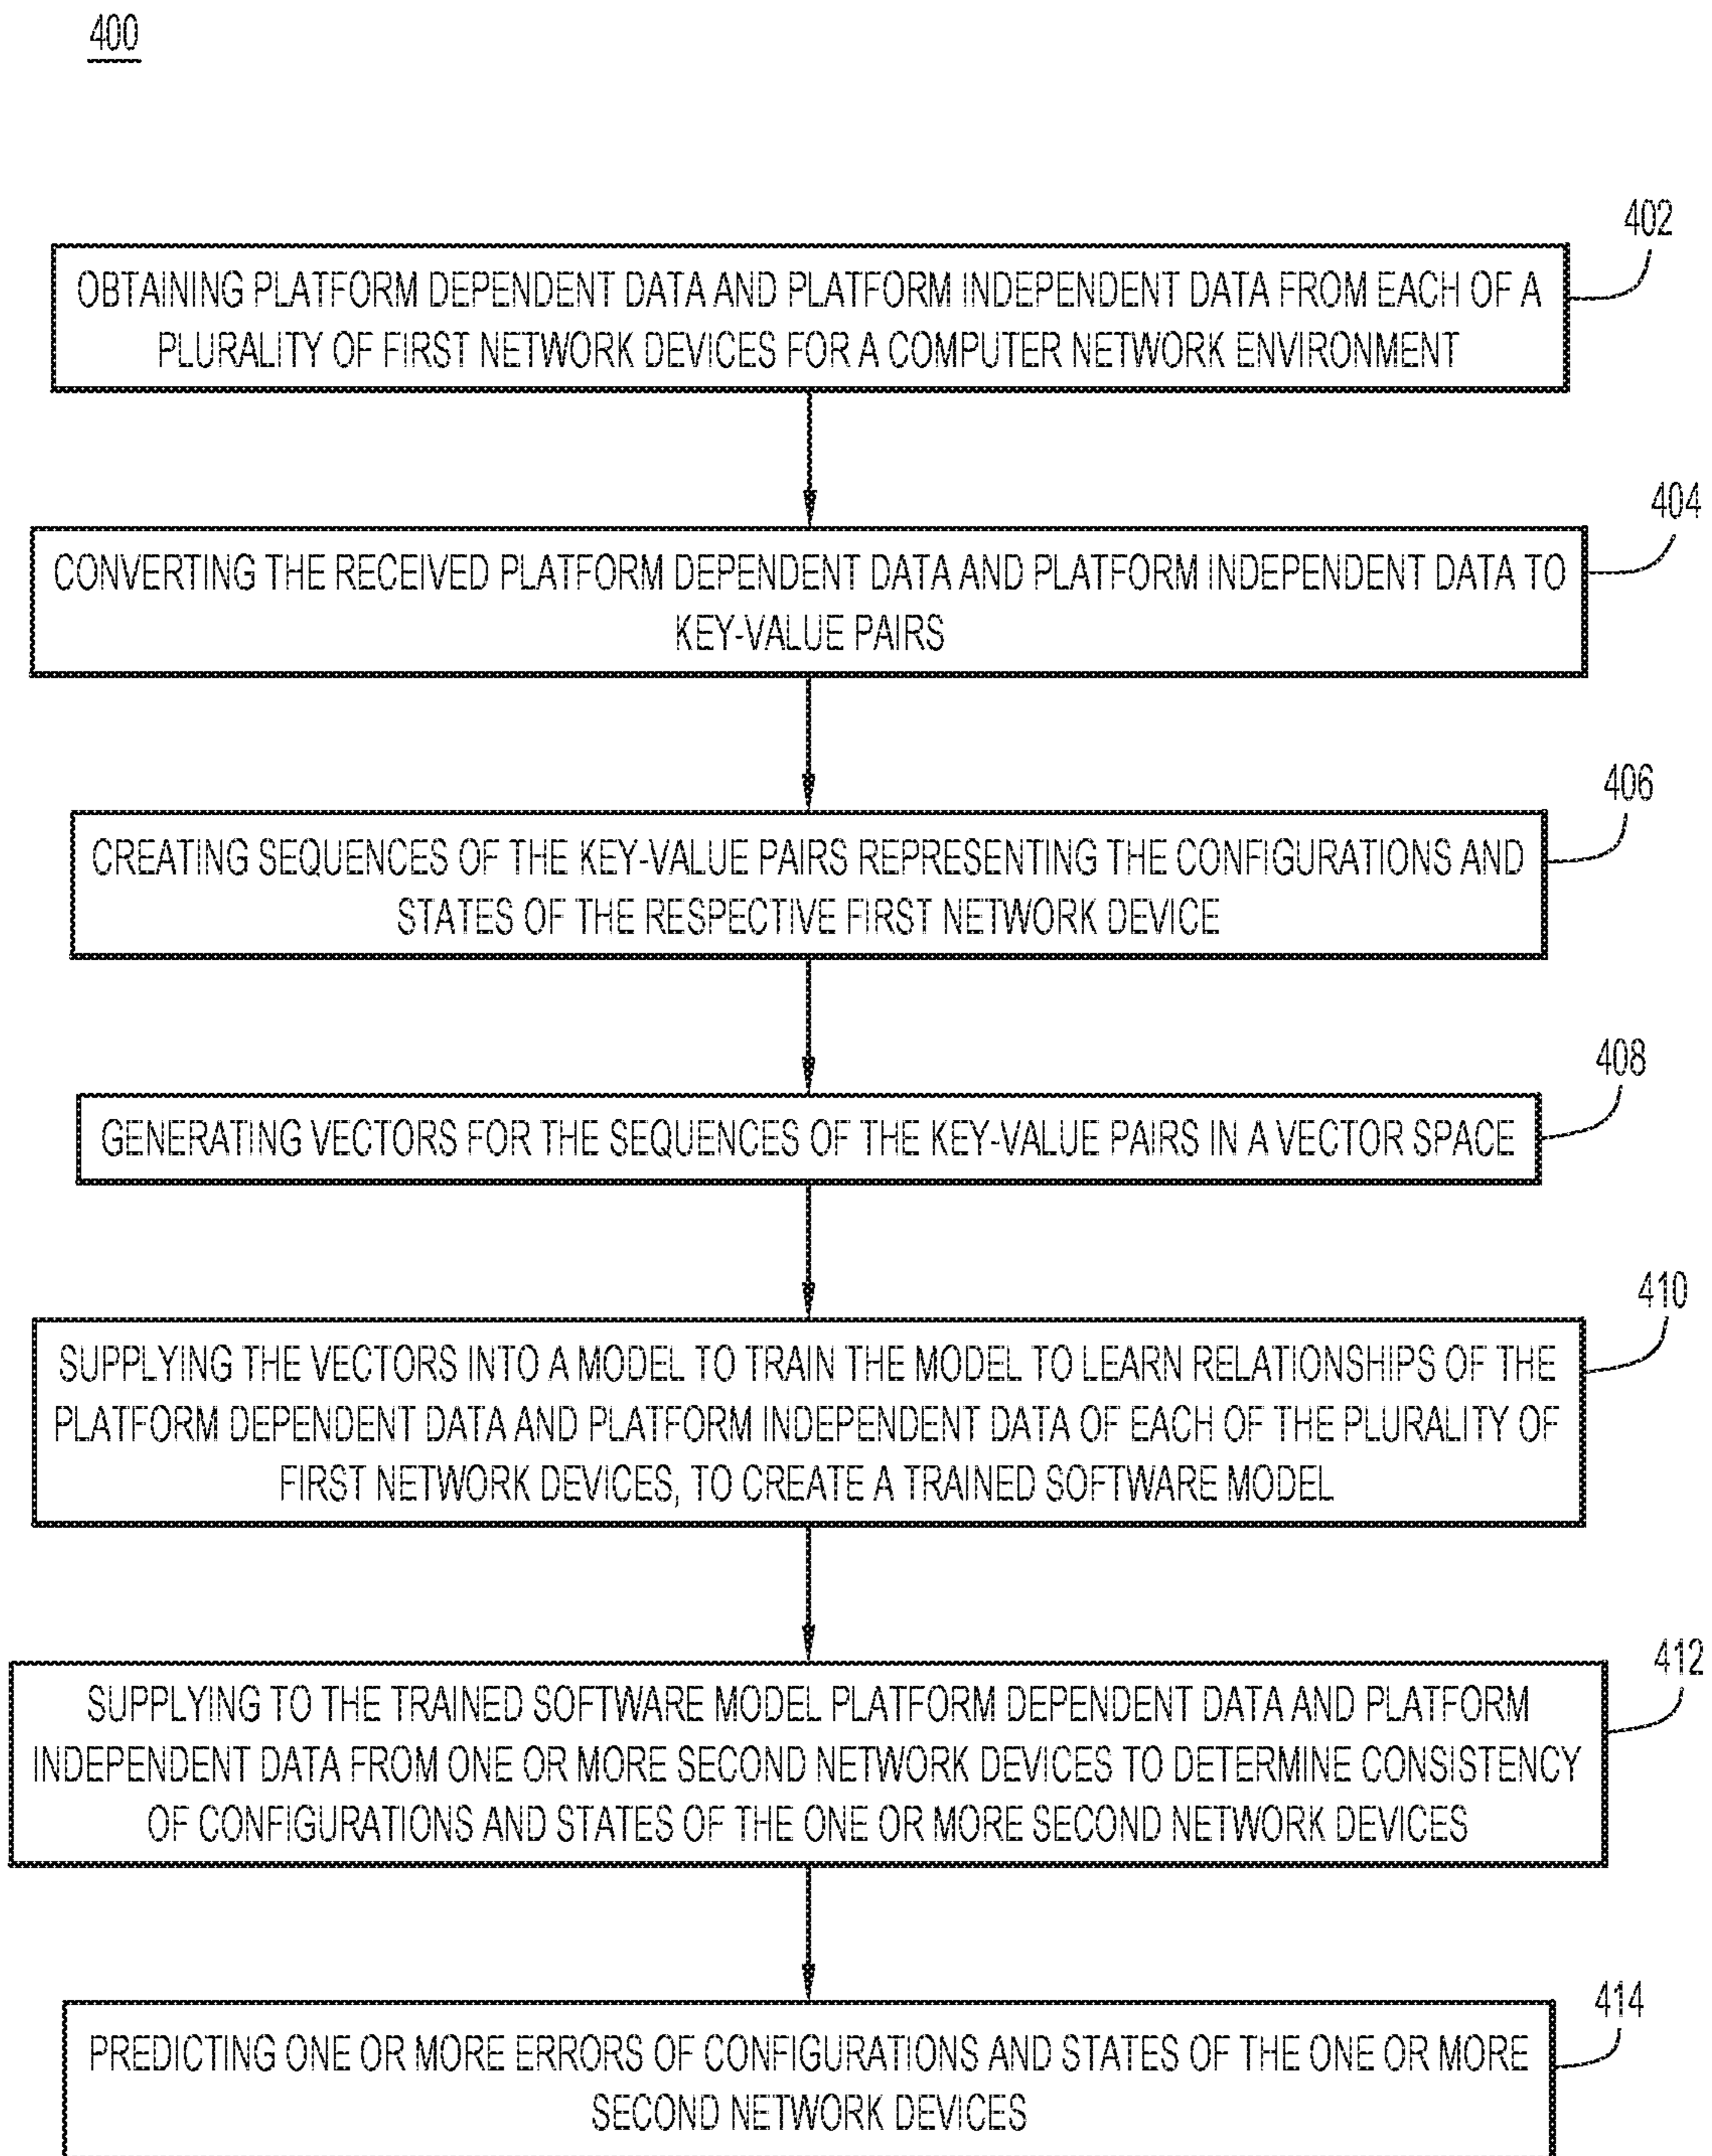 400
402
OBTAINING PLATFORM DEPENDENT DATA AND PLATFORM INDEPENDENT DATA FROM EACH OF A
PLURALITY OF FIRST NETWORK DEVICES FOR A COMPUTER NETWORK ENVIRONMENT
404
CONVERTING THE RECEIVED PLATFORM DEPENDENT DATA AND PLATFORM INDEPENDENT DATA TO
KEY-VALUE PAIRS
406
CREATING SEQUENCES OF THE KEY-VALUE PAIRS REPRESENTING THE CONFIGURATIONS AND
STATES OF THE RESPECTIVE FIRST NETWORK DEVICE
408
GENERATING VECTORS FOR THE SEQUENCES OF THE KEY-VALUE PAIRS IN A VECTOR SPACE
410
SUPPLYING THE VECTORS INTO A MODEL TO TRAIN THE MODEL TO LEARN RELATIONSHIPS OF THE
PLATFORM DEPENDENT DATA AND PLATFORM INDEPENDENT DATA OF EACH OF THE PLURALITY OF
FIRST NETWORK DEVICES, TO CREATE A TRAINED SOFTWARE MODEL
412
SUPPLYING TO THE TRAINED SOFTWARE MODEL PLATFORM DEPENDENT DATA AND PLATFORM
INDEPENDENT DATA FROM ONE OR MORE SECOND NETWORK DEVICES TO DETERMINE CONSISTENCY
OF CONFIGURATIONS AND STATES OF THE ONE OR MORE SECOND NETWORK DEVICES
414
PREDICTING ONE OR MORE ERRORS OF CONFIGURATIONS AND STATES OF THE ONE OR MORE
SECOND NETWORK DEVICES